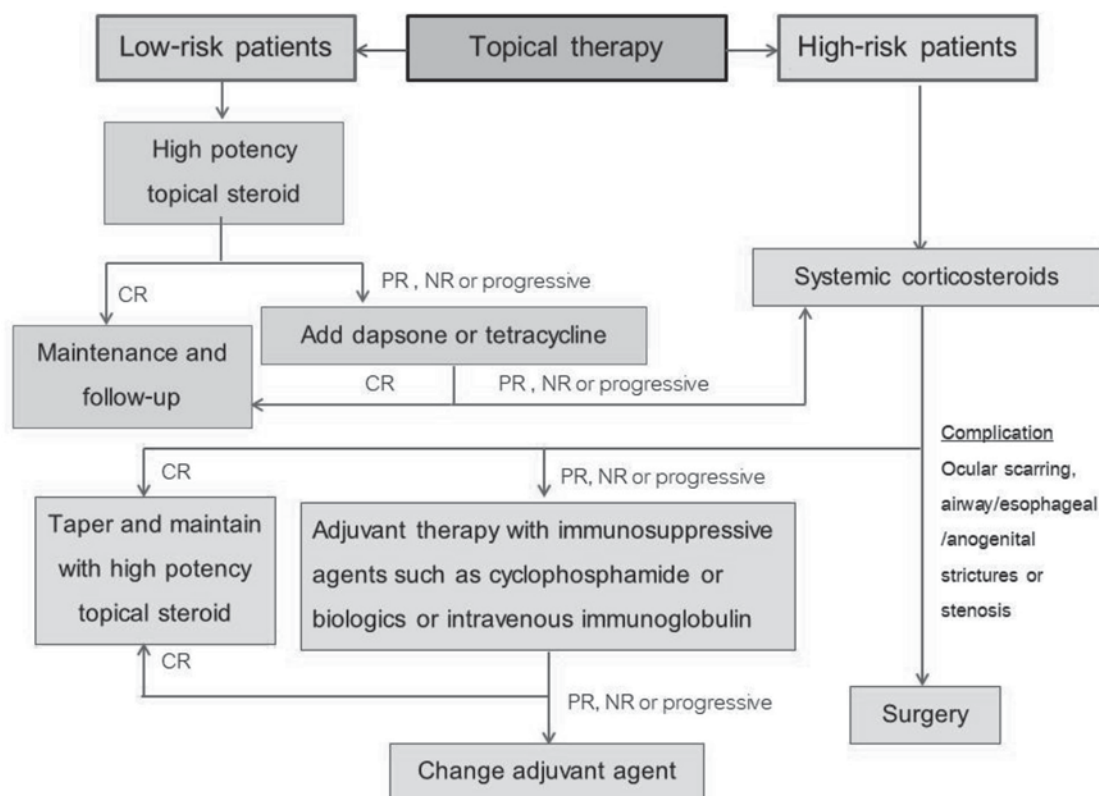 Low-risk patients
Topical therapy
High-risk patients
High potency
topical steroid
CR
PR , NR or progressive
Systemic corticosteroids
Maintenance and
follow-up
Add dapsone or tetracycline
CR
PR, NR or progressive
Complication
Ocular scarring,
airway/esophageal
/anogenital
strictures or
stenosis
CR
PR, NR or progressive
Taper and maintain
with high potency
topical steroid
Adjuvant therapy with immunosuppressive
agents such as cyclophosphamide or
biologics or intravenous immunoglobulin
CR
PR, NR or progressive
Surgery
Change adjuvant agent